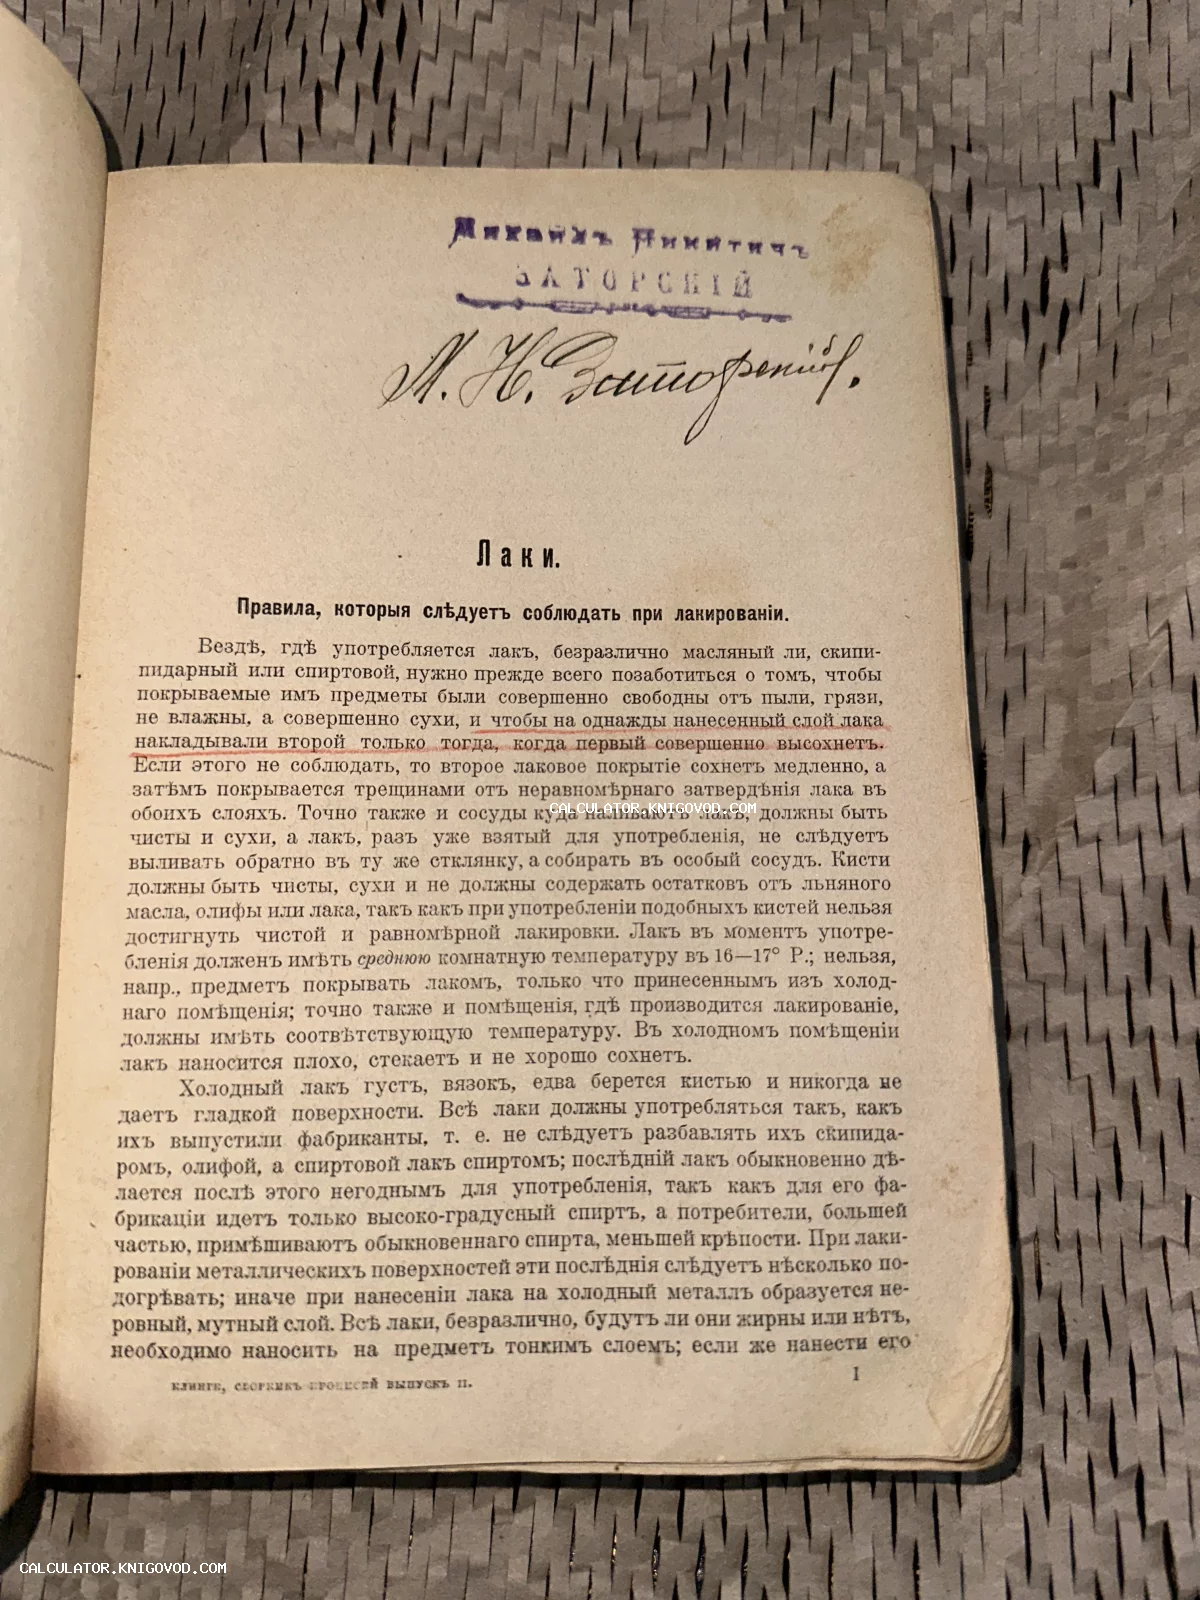 Михаилъ Никитичъ
ЗАТОРСКІЙ
М. Н. Заторскій.
Лаки.
Правила, которыя слѣдуетъ соблюдать при лакированіи.
Вездѣ, гдѣ употребляется лакъ, безразлично масляный ли, скипи-
пидарный или спиртовой, нужно прежде всего позаботиться о томъ, чтобы
покрываемые имъ предметы были совершенно свободны отъ пыли, грязи,
не влажны, а совершенно сухи, и чтобы на однажды нанесенный слой лака
накладывали второй только тогда, когда первый совершенно высохнетъ.
Если этого не соблюдать, то второе лаковое покрытіе сохнетъ медленно, а
затѣмъ покрывается трещинами отъ неравномѣрнаго затвердѣнія лака въ
обоихъ слояхъ. Точно также и сосуды куда наливаютъ лакъ, должны быть
CALCULATOR.KNIGOVOD.COM
чисты и сухи, а лакъ, разъ уже взятый для употребленія, не слѣдуетъ
выливать обратно въ ту же стклянку, а собирать въ особый сосудъ. Кисти
должны быть чисты, сухи и не должны содержать остатковъ отъ льняного
масла, олифы или лака, такъ какъ при употребленіи подобныхъ кистей нельзя
достигнуть чистой и равномѣрной лакировки. Лакъ въ моментъ употре-
бленія долженъ имѣть среднюю комнатную температуру въ 16—17° Р.; нельзя,
напр., предметъ покрывать лакомъ, только что принесеннымъ изъ холод-
наго помѣщенія; точно также и помѣщенія, гдѣ производится лакированіе,
должны имѣть соотвѣтствующую температуру. Въ холодномъ помѣщеніи
лакъ наносится плохо, стекаетъ и не хорошо сохнетъ.
Холодный лакъ густъ, вязокъ, едва берется кистью и никогда не
даетъ гладкой поверхности. Всѣ лаки должны употребляться такъ, какъ
ихъ выпустили фабриканты, т. е. не слѣдуетъ разбавлять ихъ скипида-
ромъ, олифой, а спиртовой лакъ спиртомъ; послѣдній лакъ обыкновенно дѣ-
лается послѣ этого негоднымъ для употребленія, такъ какъ для его фа-
брикаціи идетъ только высоко-градусный спиртъ, а потребители, большей
частью, примѣшиваютъ обыкновеннаго спирта, меньшей крѣпости. При лаки-
рованіи металлическихъ поверхностей эти послѣднія слѣдуетъ нѣсколько по-
догрѣвать; иначе при нанесеніи лака на холодный металлъ образуется не-
ровный, мутный слой. Всѣ лаки, безразлично, будутъ ли они жирны или нѣтъ,
необходимо наносить на предметъ тонкимъ слоемъ; если же нанести его
КЛИНГЕ, СБОРНИКЪ ВЫПУСКЪ II.
1
CALCULATOR.KNIGOVOD.COM